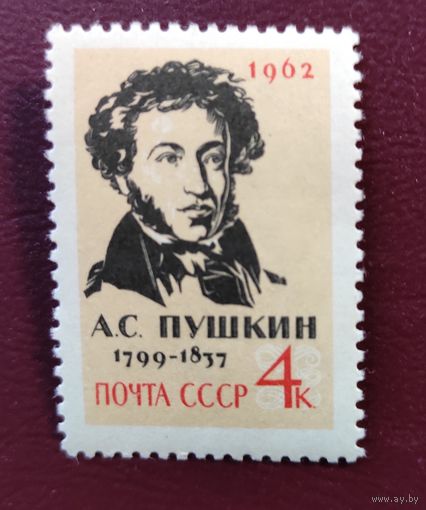 1962
А.С. ПУШКИН
1799-1837
ПОЧТА СССР 4К.
www.ay.by